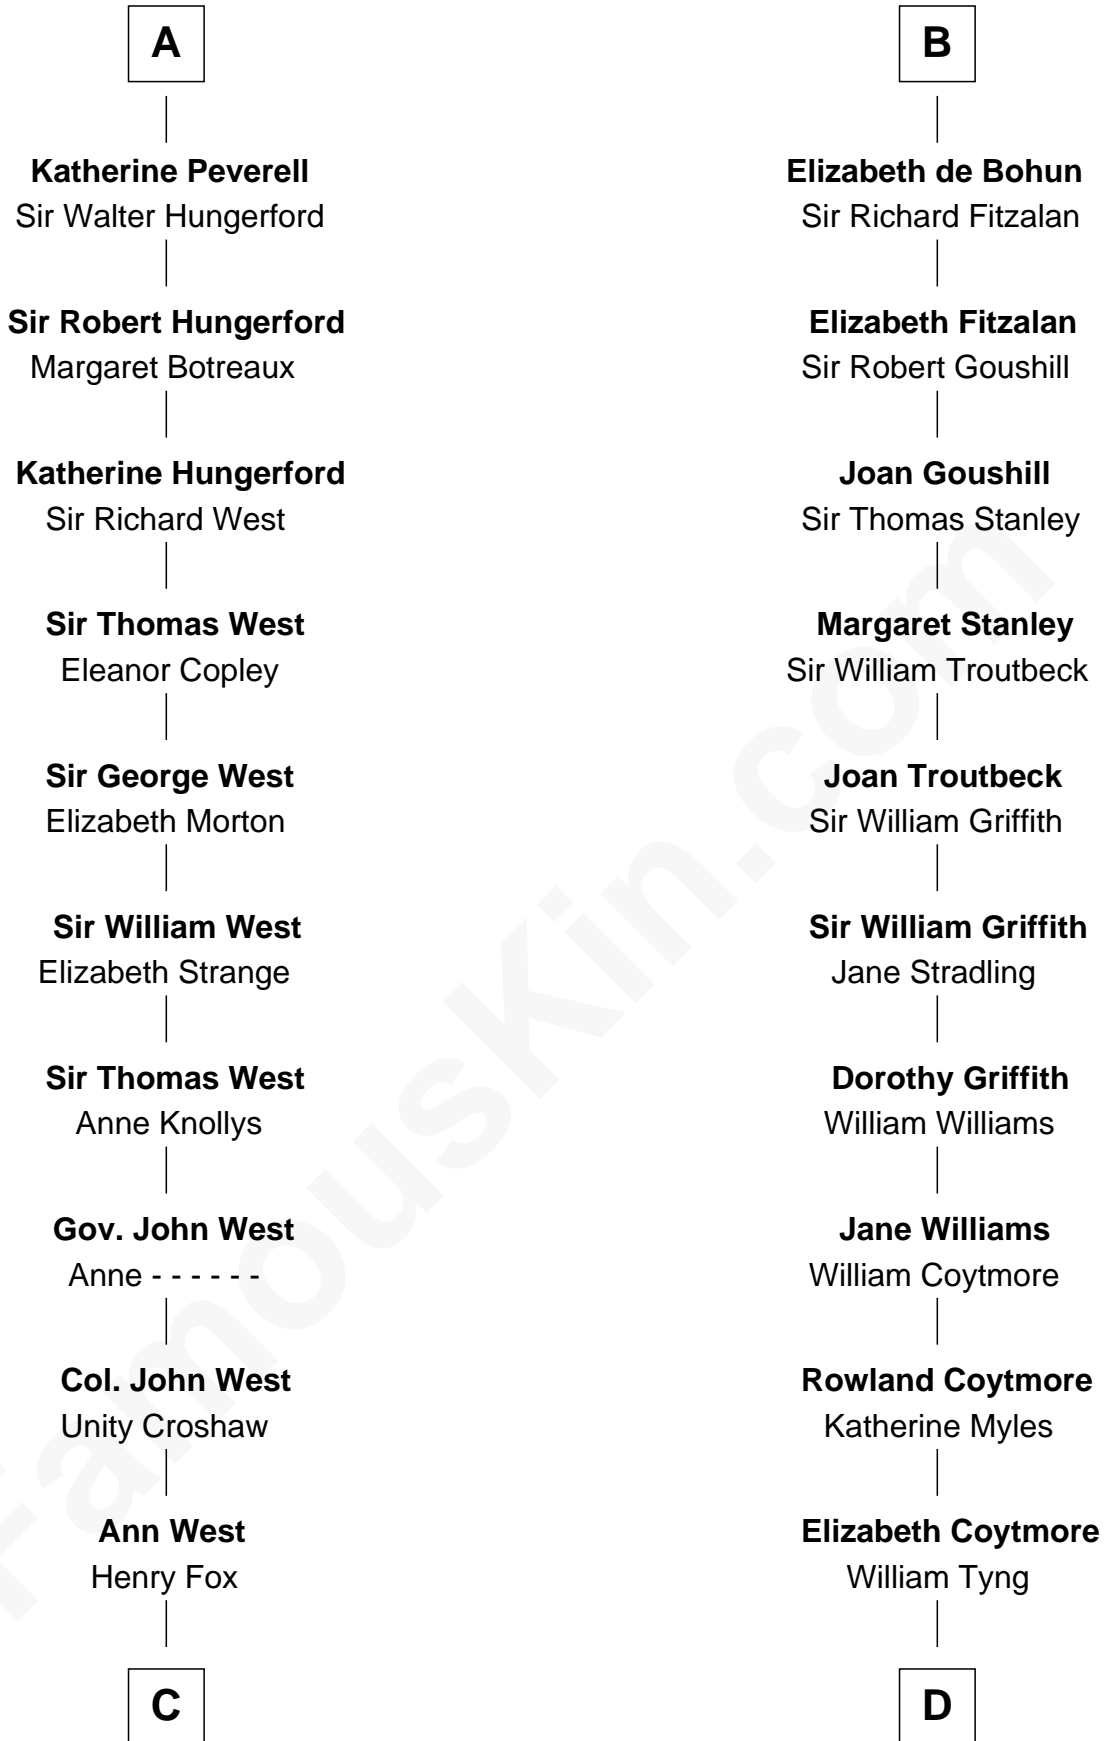 A
Katherine Peverell
Sir Walter Hungerford
Sir Robert Hungerford
Margaret Botreaux
Katherine Hungerford
Sir Richard West
Sir Thomas West
Eleanor Copley
Sir George West
Elizabeth Morton
Sir William West
Elizabeth Strange
Sir Thomas West
Anne Knollys
Gov. John West
Anne - - - - - -
Col. John West
Unity Croshaw
Ann West
Henry Fox
C
B
Elizabeth de Bohun
Sir Richard Fitzalan
Elizabeth Fitzalan
Sir Robert Goushill
Joan Goushill
Sir Thomas Stanley
Margaret Stanley
Sir William Troutbeck
Joan Troutbeck
Sir William Griffith
Sir William Griffith
Jane Stradling
Dorothy Griffith
William Williams
Jane Williams
William Coytmore
Rowland Coytmore
Katherine Myles
Elizabeth Coytmore
William Tyng
D
FamousKin.com